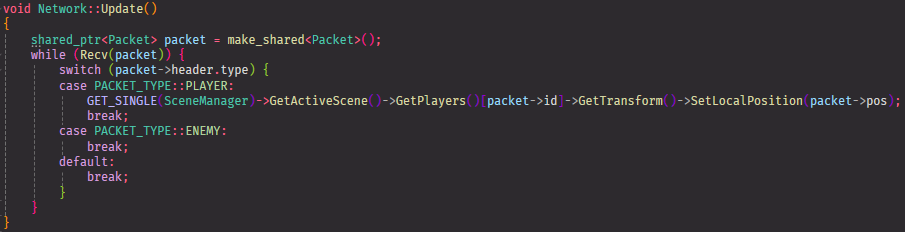 void Network::Update()
{
    shared_ptr<Packet> packet = make_shared<Packet>();
    while (Recv(packet)) {
        switch (packet->header.type) {
        case PACKET_TYPE::PLAYER:
            GET_SINGLE(SceneManager)->GetActiveScene()->GetPlayers()[packet->id]->GetTransform()->SetLocalPosition(packet->pos);
            break;
        case PACKET_TYPE::ENEMY:
            break;
        default:
            break;
        }
    }
}